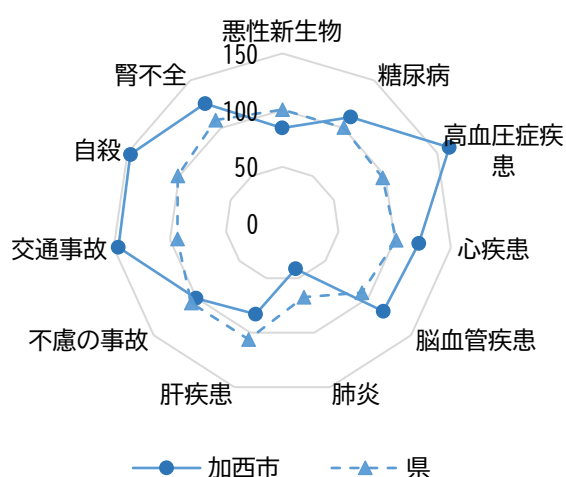 悪性新生物
150
腎不全
糖尿病
100
自殺
高血圧症疾
患
50
0
交通事故
心疾患
不慮の事故
脳血管疾患
肝疾患
肺炎
加西市
県